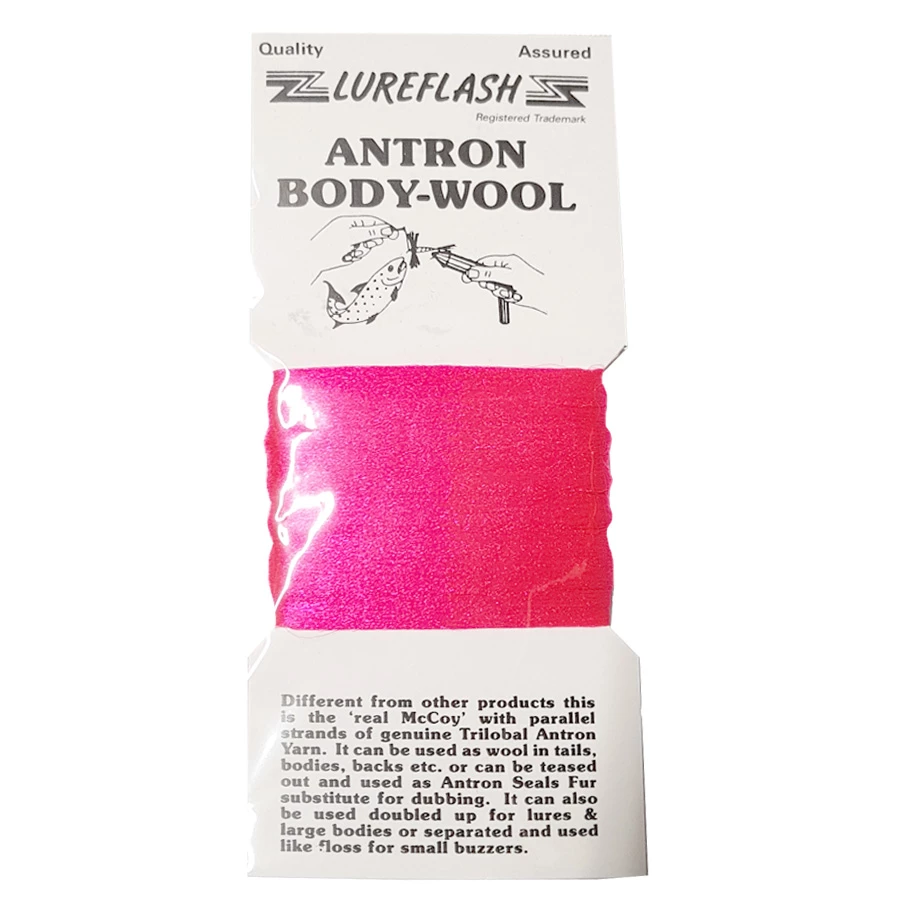 Quality Assured
LUREFLASH
Registered Trademark
ANTRON
BODY-WOOL
Different from other products this
is the ‘real McCoy’ with parallel
strands of genuine Trilobal Antron
Yarn. It can be used as wool in tails,
bodies, backs etc. or can be teased
out and used as Antron Seals Fur
substitute for dubbing. It can also
be used doubled up for lures &
large bodies or separated and used
like floss for small buzzers.